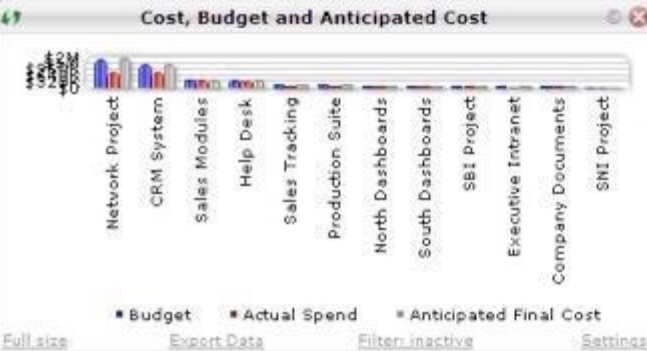 Cost, Budget and Anticipated Cost
Network Project
CRM System
Sales Modules
Help Desk
Sales Tracking
Production Suite
North Dashboards
South Dashboards
SBI Project
Executive Intranet
Company Documents
SNI Project
Budget
Actual Spend
Anticipated Final Cost
Full size
Export Data
Filter: inactive
Settings